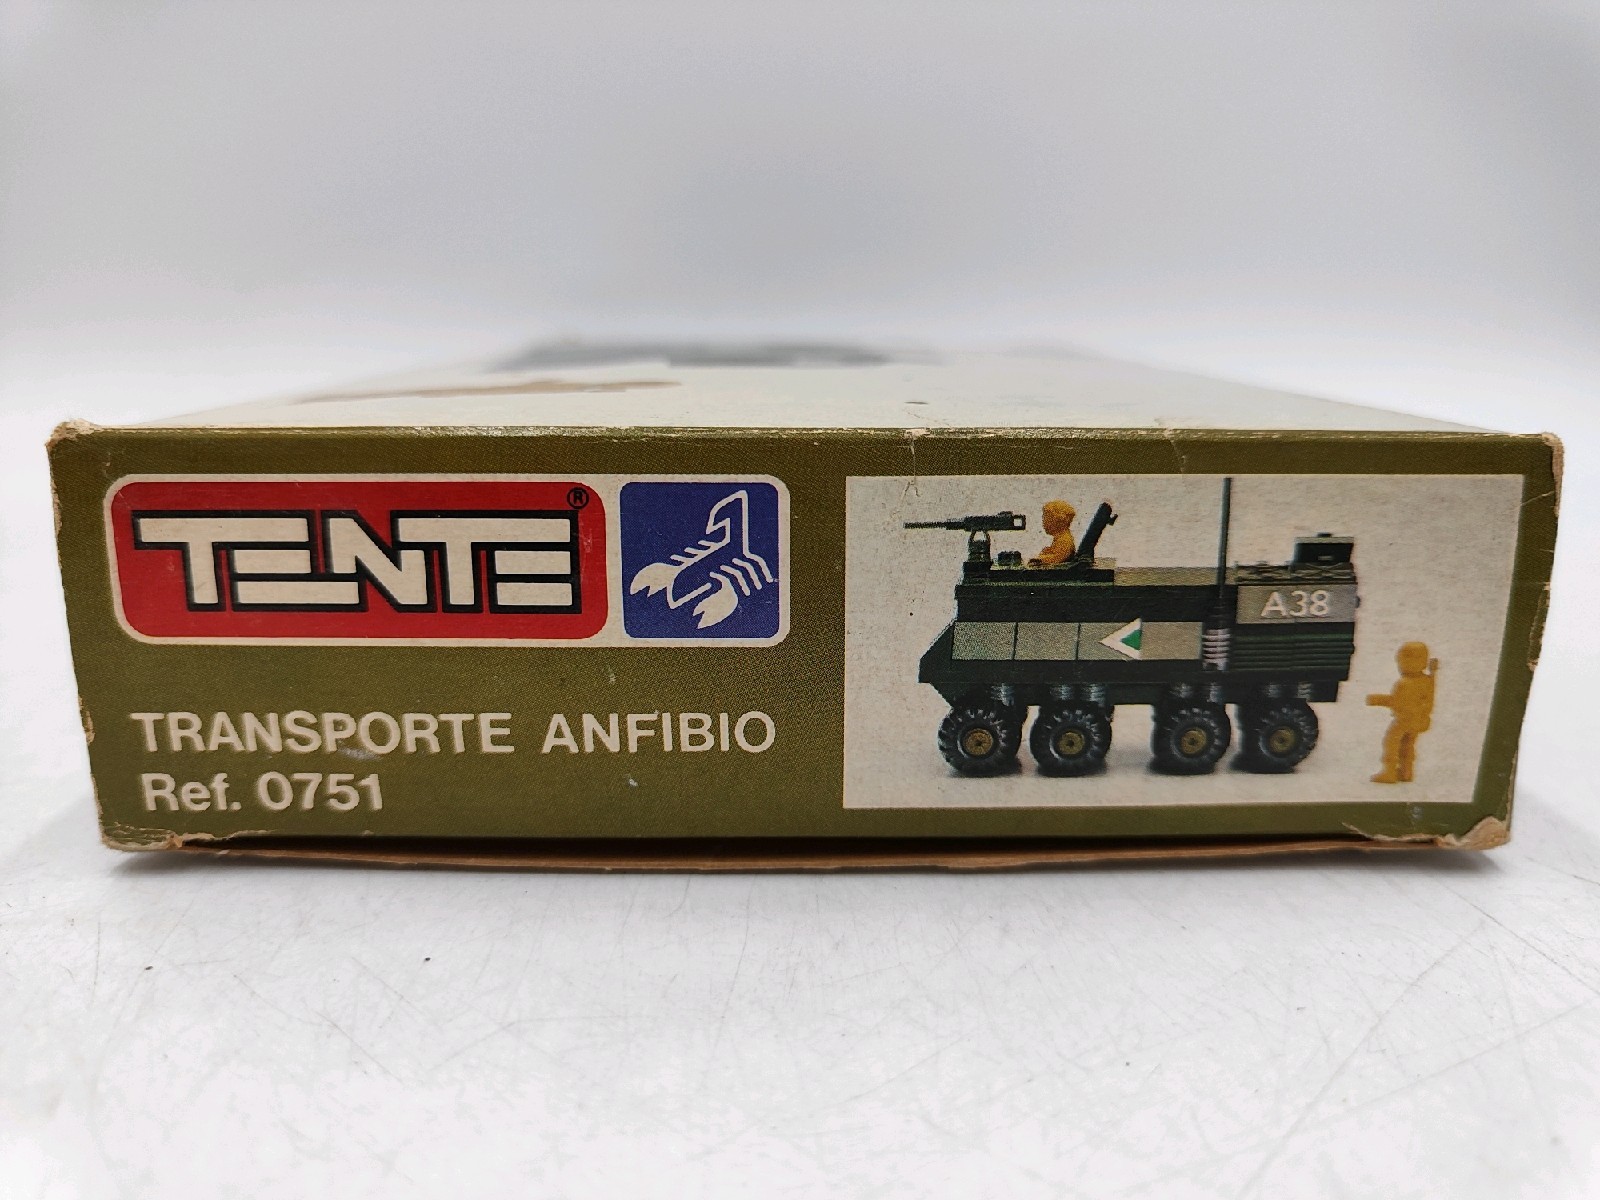 TENTE®
TRANSPORTE ANFIBIO
Ref. 0751
A38